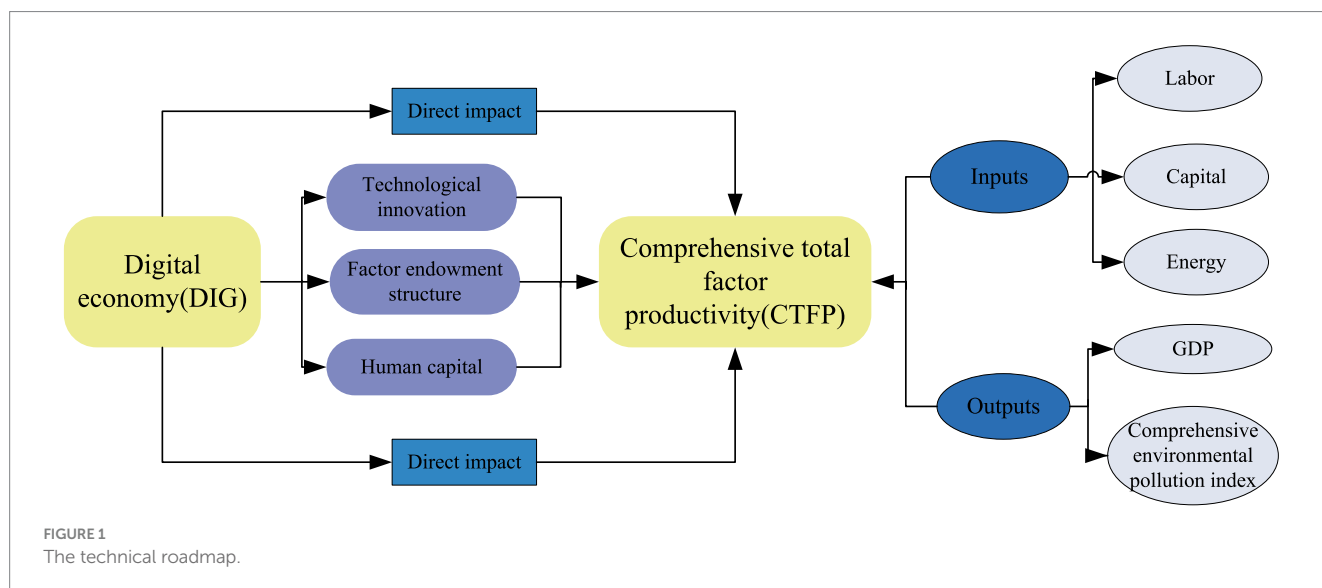 Direct impact
Technological
innovation
Digital
economy(DIG)
Factor endowment
structure
Human capital
Direct impact
Comprehensive total
factor
productivity(CTFP)
Inputs
Labor
Capital
Energy
Outputs
GDP
Comprehensive
environmental
pollution index
FIGURE 1
The technical roadmap.